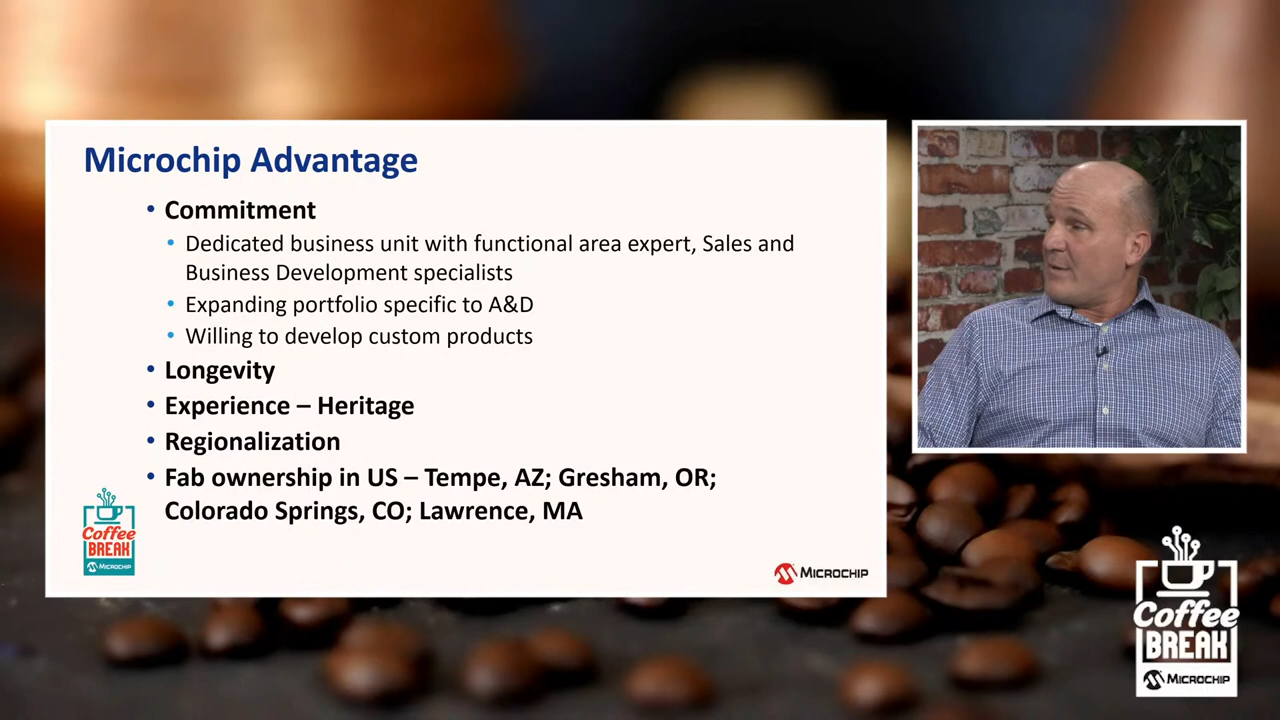 Microchip Advantage
• Commitment
• Dedicated business unit with functional area expert, Sales and
Business Development specialists
• Expanding portfolio specific to A&D
• Willing to develop custom products
• Longevity
• Experience – Heritage
• Regionalization
• Fab ownership in US – Tempe, AZ; Gresham, OR;
Colorado Springs, CO; Lawrence, MA
Coffee
BREAK
MICROCHIP
MICROCHIP
Coffee
BREAK
MICROCHIP